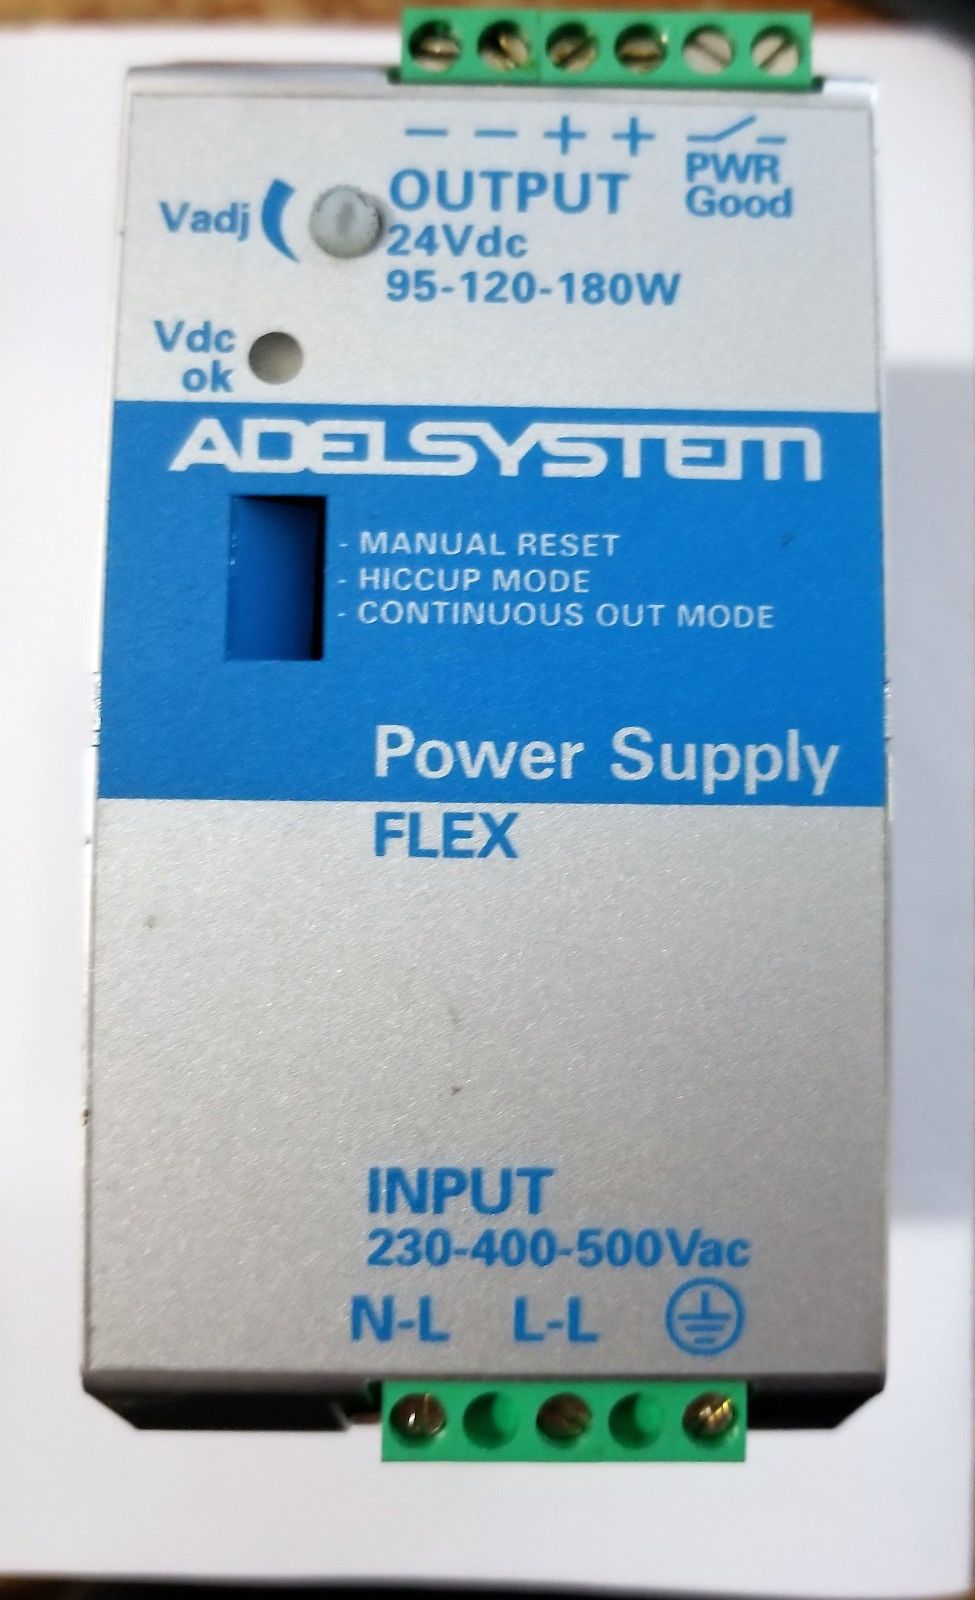 − − + +
PWR
Good
OUTPUT
Vadj
24Vdc
95-120-180W
Vdc
ok
ADELSYSTEM
- MANUAL RESET
- HICCUP MODE
- CONTINUOUS OUT MODE
Power Supply
FLEX
INPUT
230-400-500Vac
N-L L-L